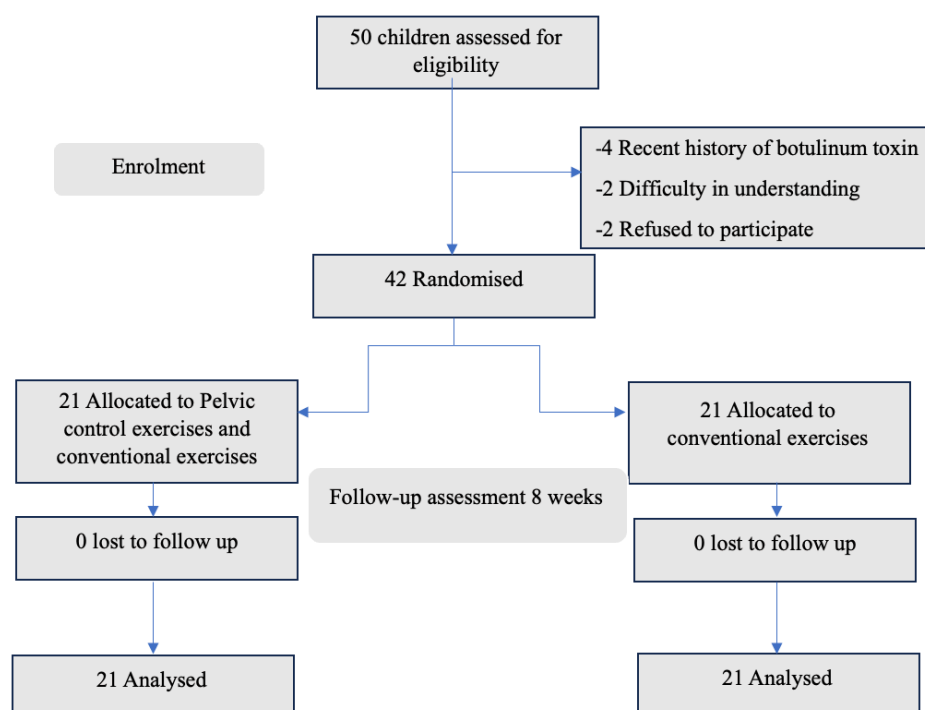 50 children assessed for
eligibility
Enrolment
-4 Recent history of botulinum toxin
-2 Difficulty in understanding
-2 Refused to participate
42 Randomised
21 Allocated to Pelvic
control exercises and
conventional exercises
21 Allocated to
conventional exercises
Follow-up assessment 8 weeks
0 lost to follow up
0 lost to follow up
21 Analysed
21 Analysed